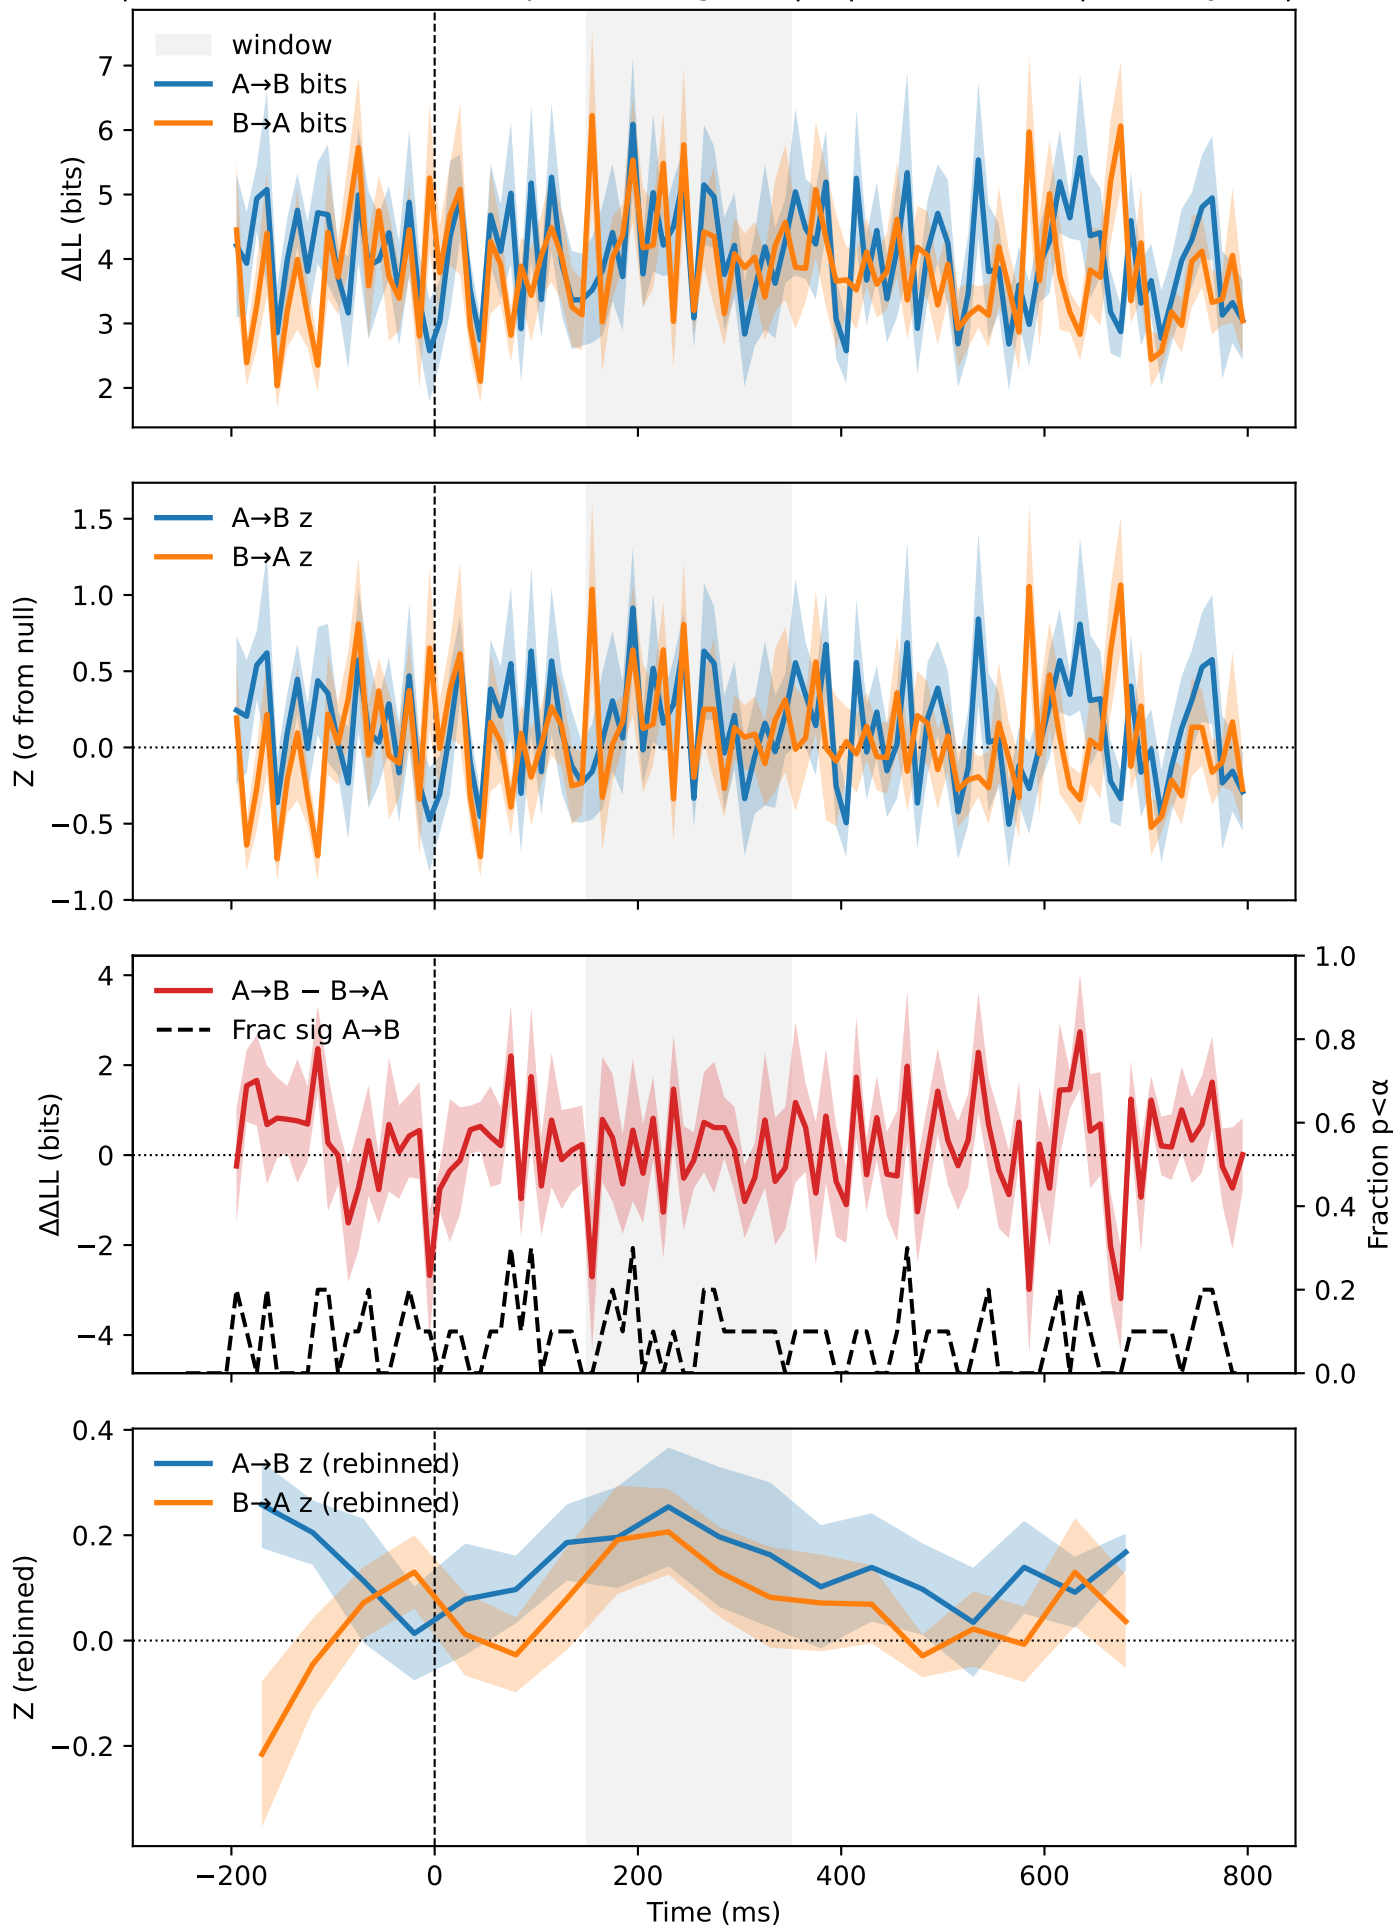 window
A→B bits
B→A bits
ΔLL (bits)
7
6
5
4
3
2
A→B z
B→A z
Z (σ from null)
1.5
1.0
0.5
0.0
−0.5
−1.0
A→B − B→A
Frac sig A→B
ΔΔLL (bits)
4
2
0
−2
−4
1.0
0.8
0.6
0.4
0.2
0.0
Fraction p<α
A→B z (rebinned)
B→A z (rebinned)
Z (rebinned)
0.4
0.2
0.0
−0.2
−200 0 200 400 600 800
Time (ms)